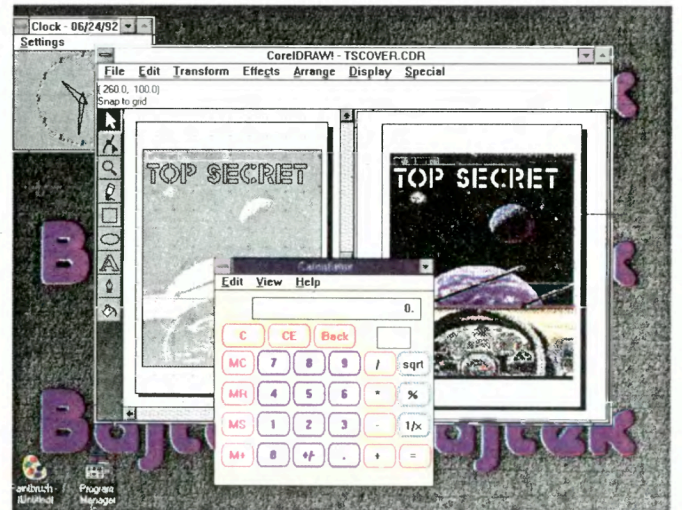 Clock - 06/24/92
Settings
CorelDRAW! - TSCOVER.CDR
File Edit Transform Effects Arrange Display Special
[ 260.0, 100.0]
Snap to grid
TOP SECRET
TOP SECRET
Calculator
Edit View Help
0.
C CE Back
MC 7 8 9 / sqrt
MR 4 5 6 * %
MS 1 2 3 - 1/x
M+ 0 +/- . + =
Program
Manager